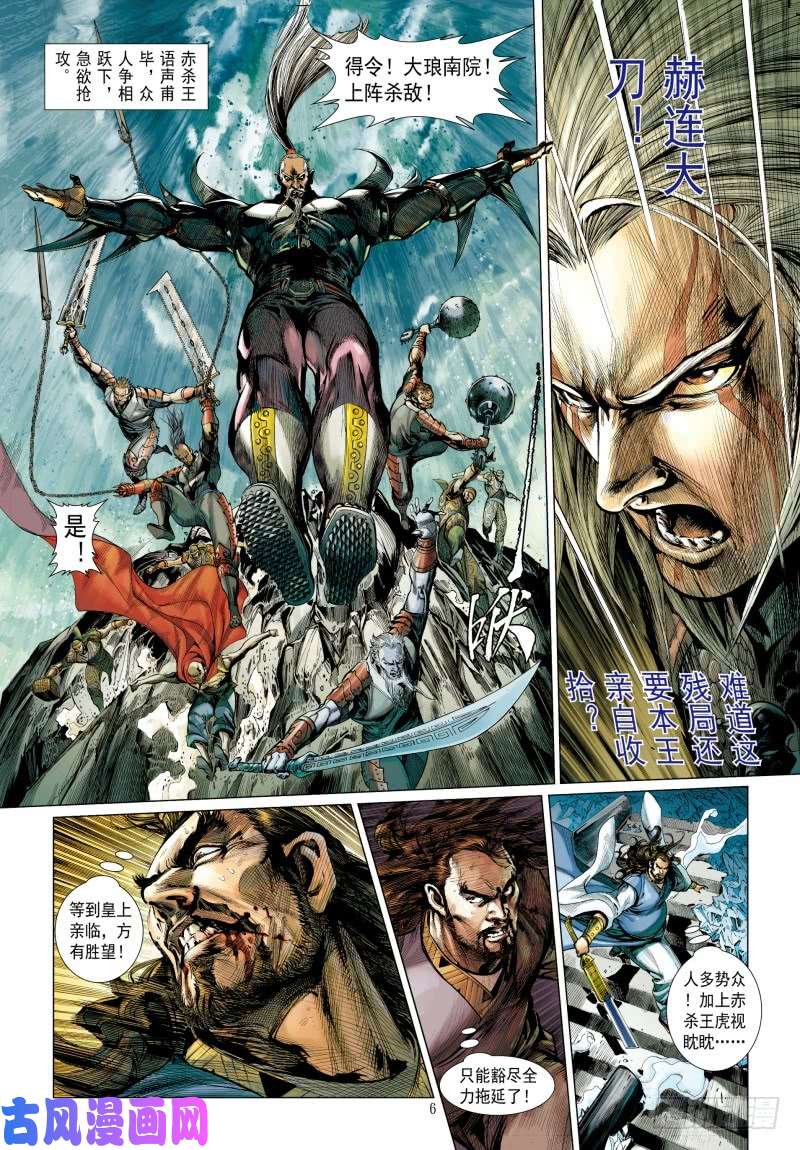 赫连大
刀！
难道这
残局还
要本王
亲自收
拾？
得令！大琅南院！
上阵杀敌！
赤杀王
语声甫
毕，众
人争相
跃下，
急欲抢
攻。
是！
吠
人多势众
！加上赤
杀王虎视
眈眈……
只能豁尽全
力拖延了！
等到皇上
亲临，方
有胜望！
6
古风漫画网